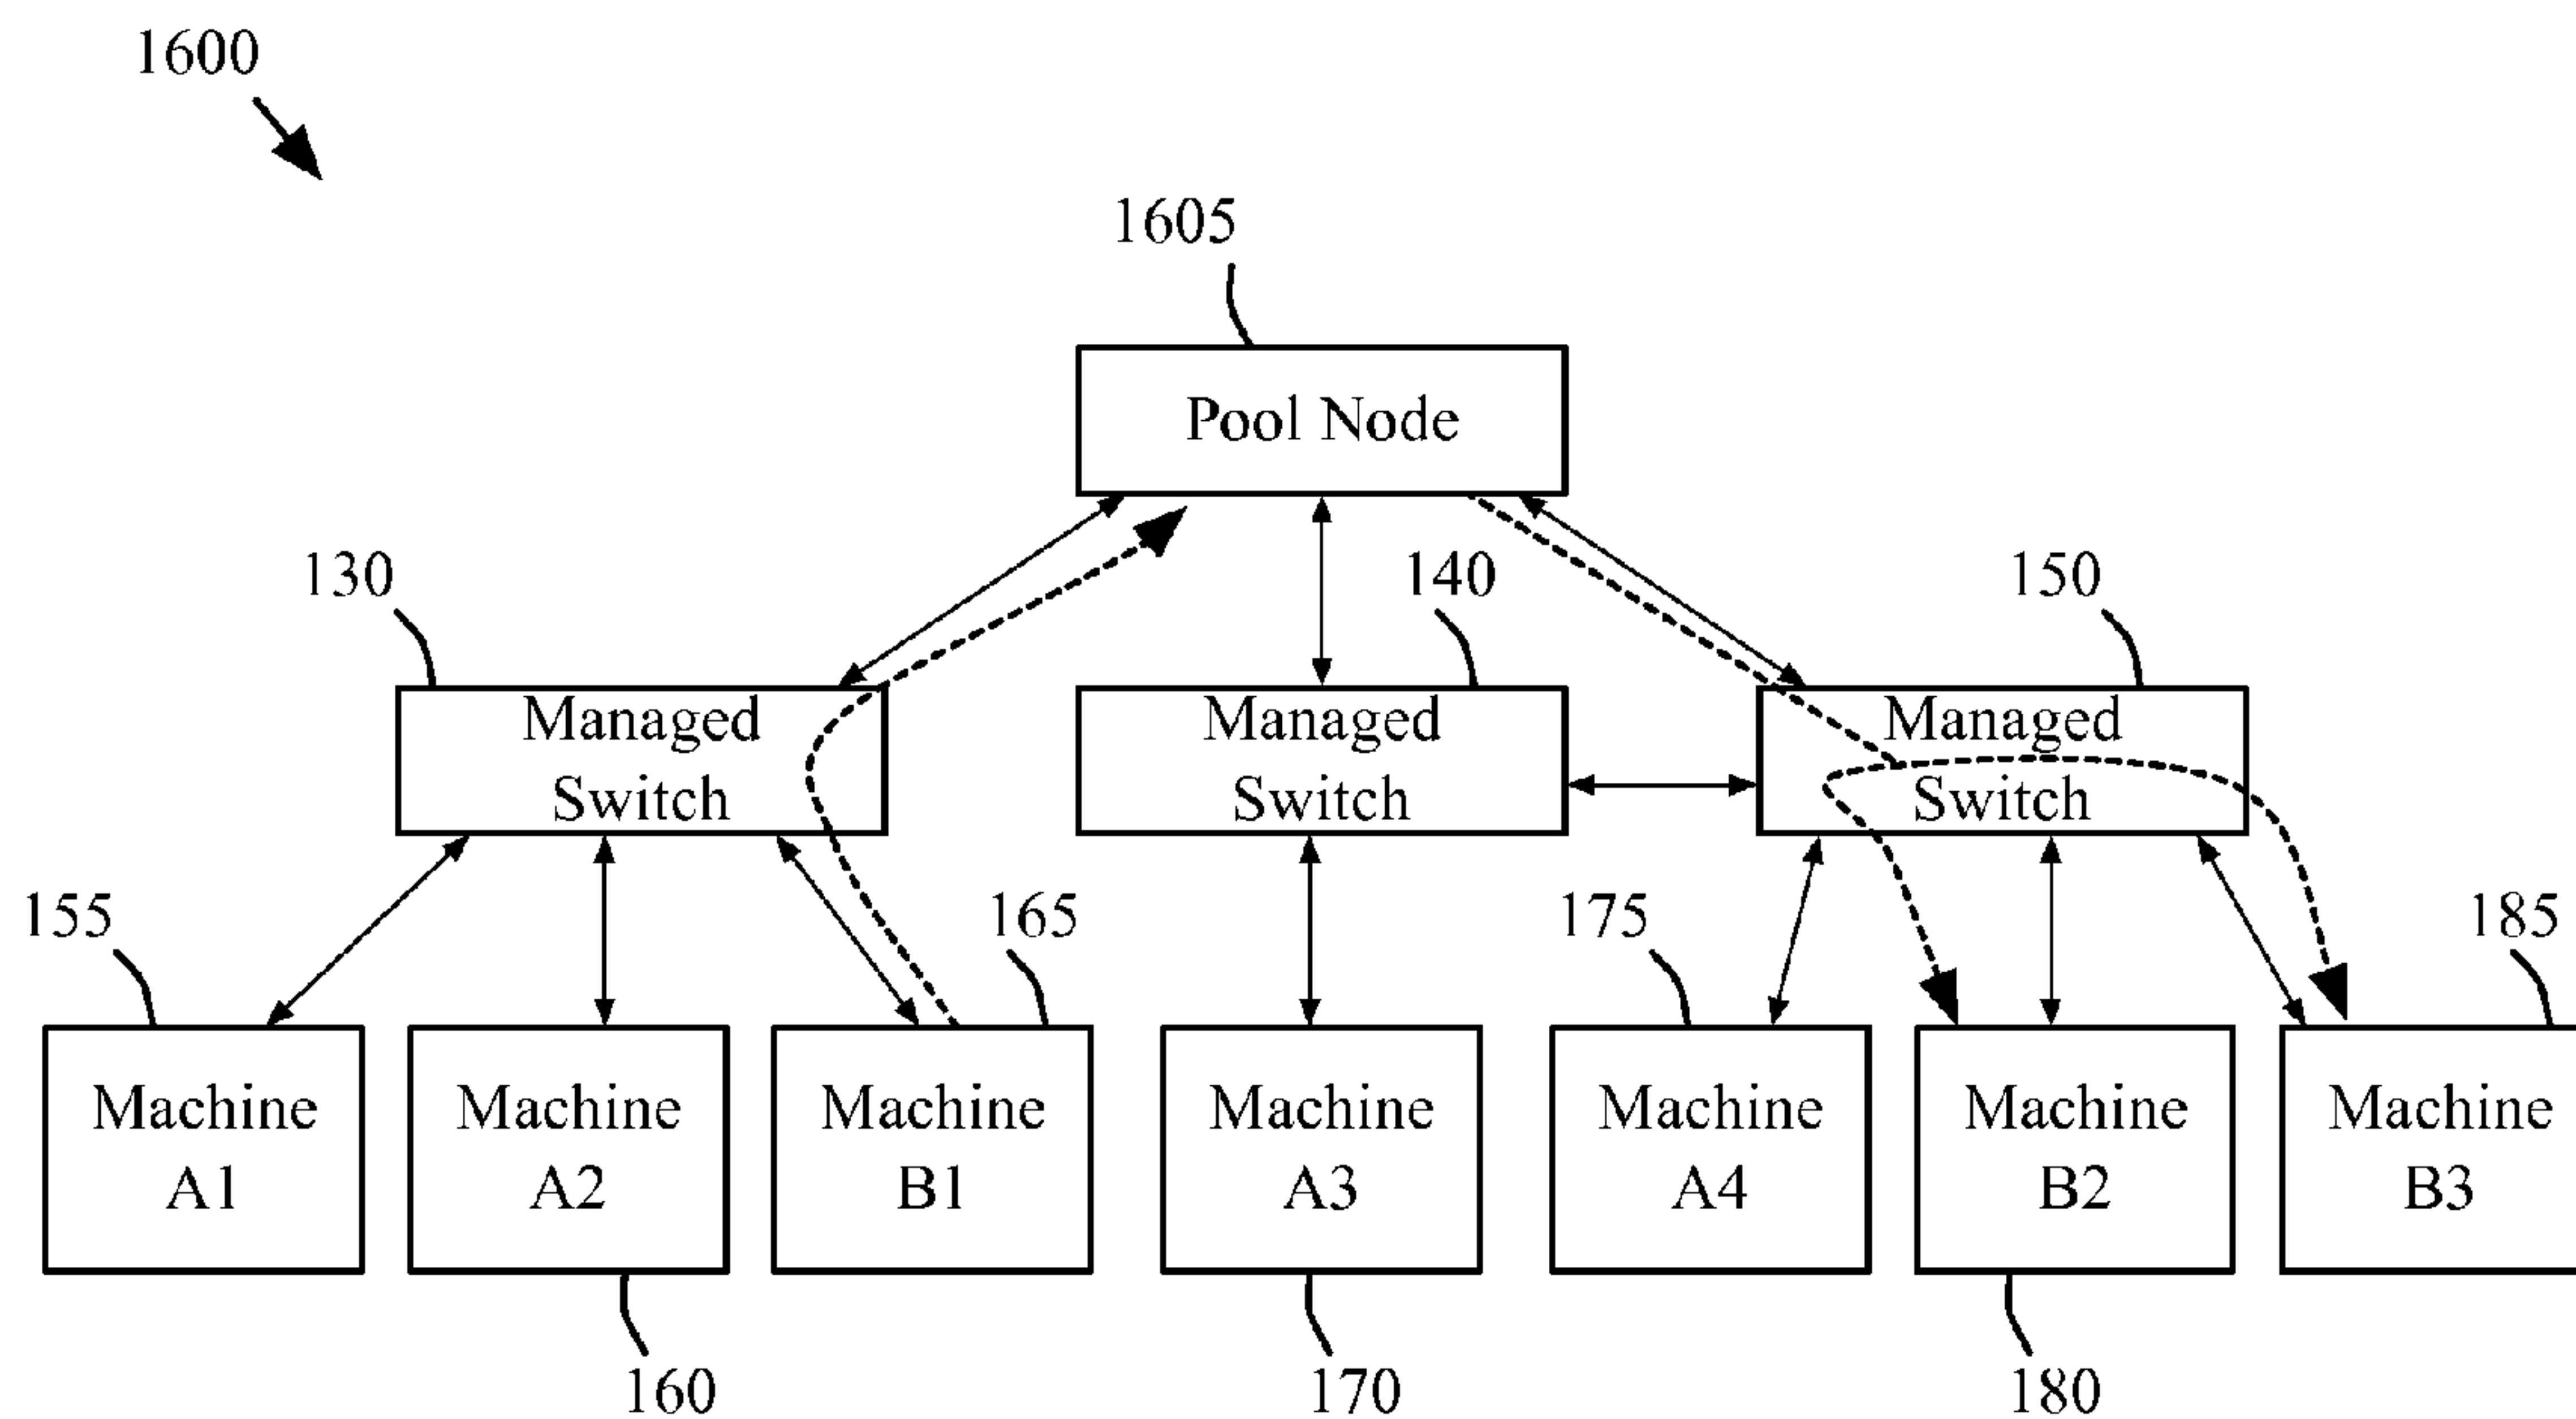 1600
1605
Pool Node
130
140
150
Managed
Switch
Managed
Switch
Managed
Switch
155
165
175
185
Machine
A1
Machine
A2
Machine
B1
Machine
A3
Machine
A4
Machine
B2
Machine
B3
160
170
180